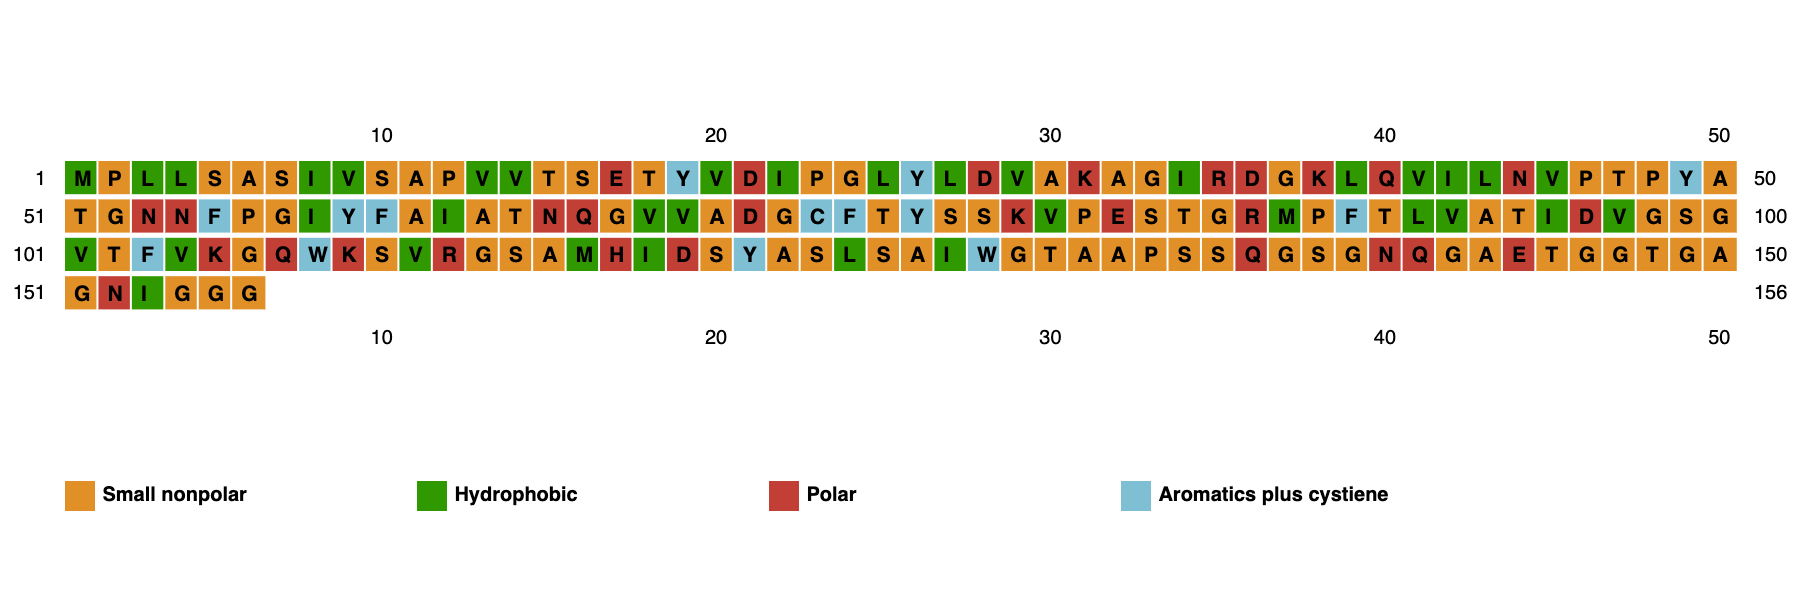 10 20 30 40 50
1 M P L L S A S I V S A P V V T S E T Y V D I P G L Y L D V A K A G I R D G K L Q V I L N V P T P Y A 50
51 T G N N F P G I Y F A I A T N Q G V V A D G C F T Y S S K V P E S T G R M P F T L V A T I D V G S G 100
101 V T F V K G Q W K S V R G S A M H I D S Y A S L S A I W G T A A P S S Q G S G N Q G A E T G G T G A 150
151 G N I G G G 156
10 20 30 40 50
Small nonpolar Hydrophobic Polar Aromatics plus cystiene